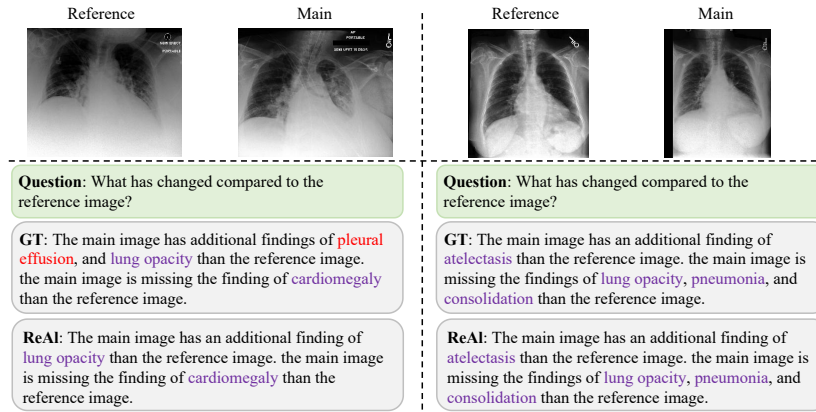 Reference
Main
AP
PORTABLE
SEMI ERECT
PORTABLE
SEMI UPRIGHT
Question: What has changed compared to the
reference image?
GT: The main image has additional findings of pleural
effusion, and lung opacity than the reference image.
the main image is missing the finding of cardiomegaly
than the reference image.
ReAl: The main image has an additional finding of
lung opacity than the reference image. the main image
is missing the finding of cardiomegaly than the
reference image.
Reference
Main
Question: What has changed compared to the
reference image?
GT: The main image has an additional finding of
atelectasis than the reference image. the main image is
missing the findings of lung opacity, pneumonia, and
consolidation than the reference image.
ReAl: The main image has an additional finding of
atelectasis than the reference image. the main image is
missing the findings of lung opacity, pneumonia, and
consolidation than the reference image.